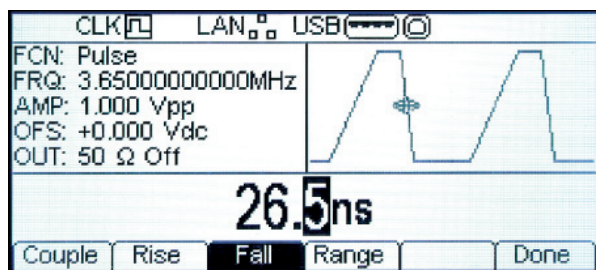 CLK LAN USB
FCN: Pulse
FRQ: 3.65000000000MHz
AMP: 1.000 Vpp
OFS: +0.000 Vdc
OUT: 50 Ω Off
26.5ns
Couple Rise Fall Range Done